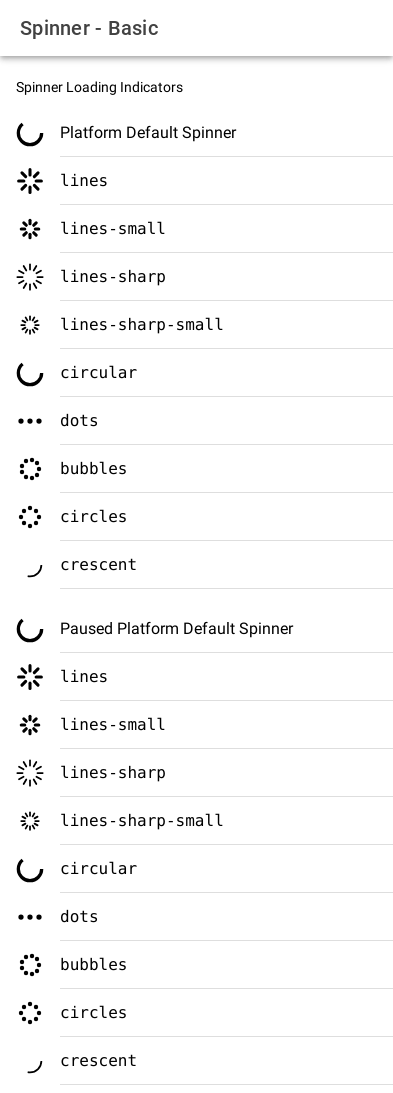 Spinner - Basic
Spinner Loading Indicators
Platform Default Spinner
lines
lines-small
lines-sharp
lines-sharp-small
circular
dots
bubbles
circles
crescent
Paused Platform Default Spinner
lines
lines-small
lines-sharp
lines-sharp-small
circular
dots
bubbles
circles
crescent